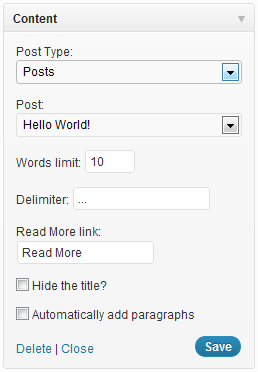 Content
Post Type:
Posts
Post:
Hello World!
Words limit: 10
Delimiter: ...
Read More link:
Read More
Hide the title?
Automatically add paragraphs
Delete | Close Save